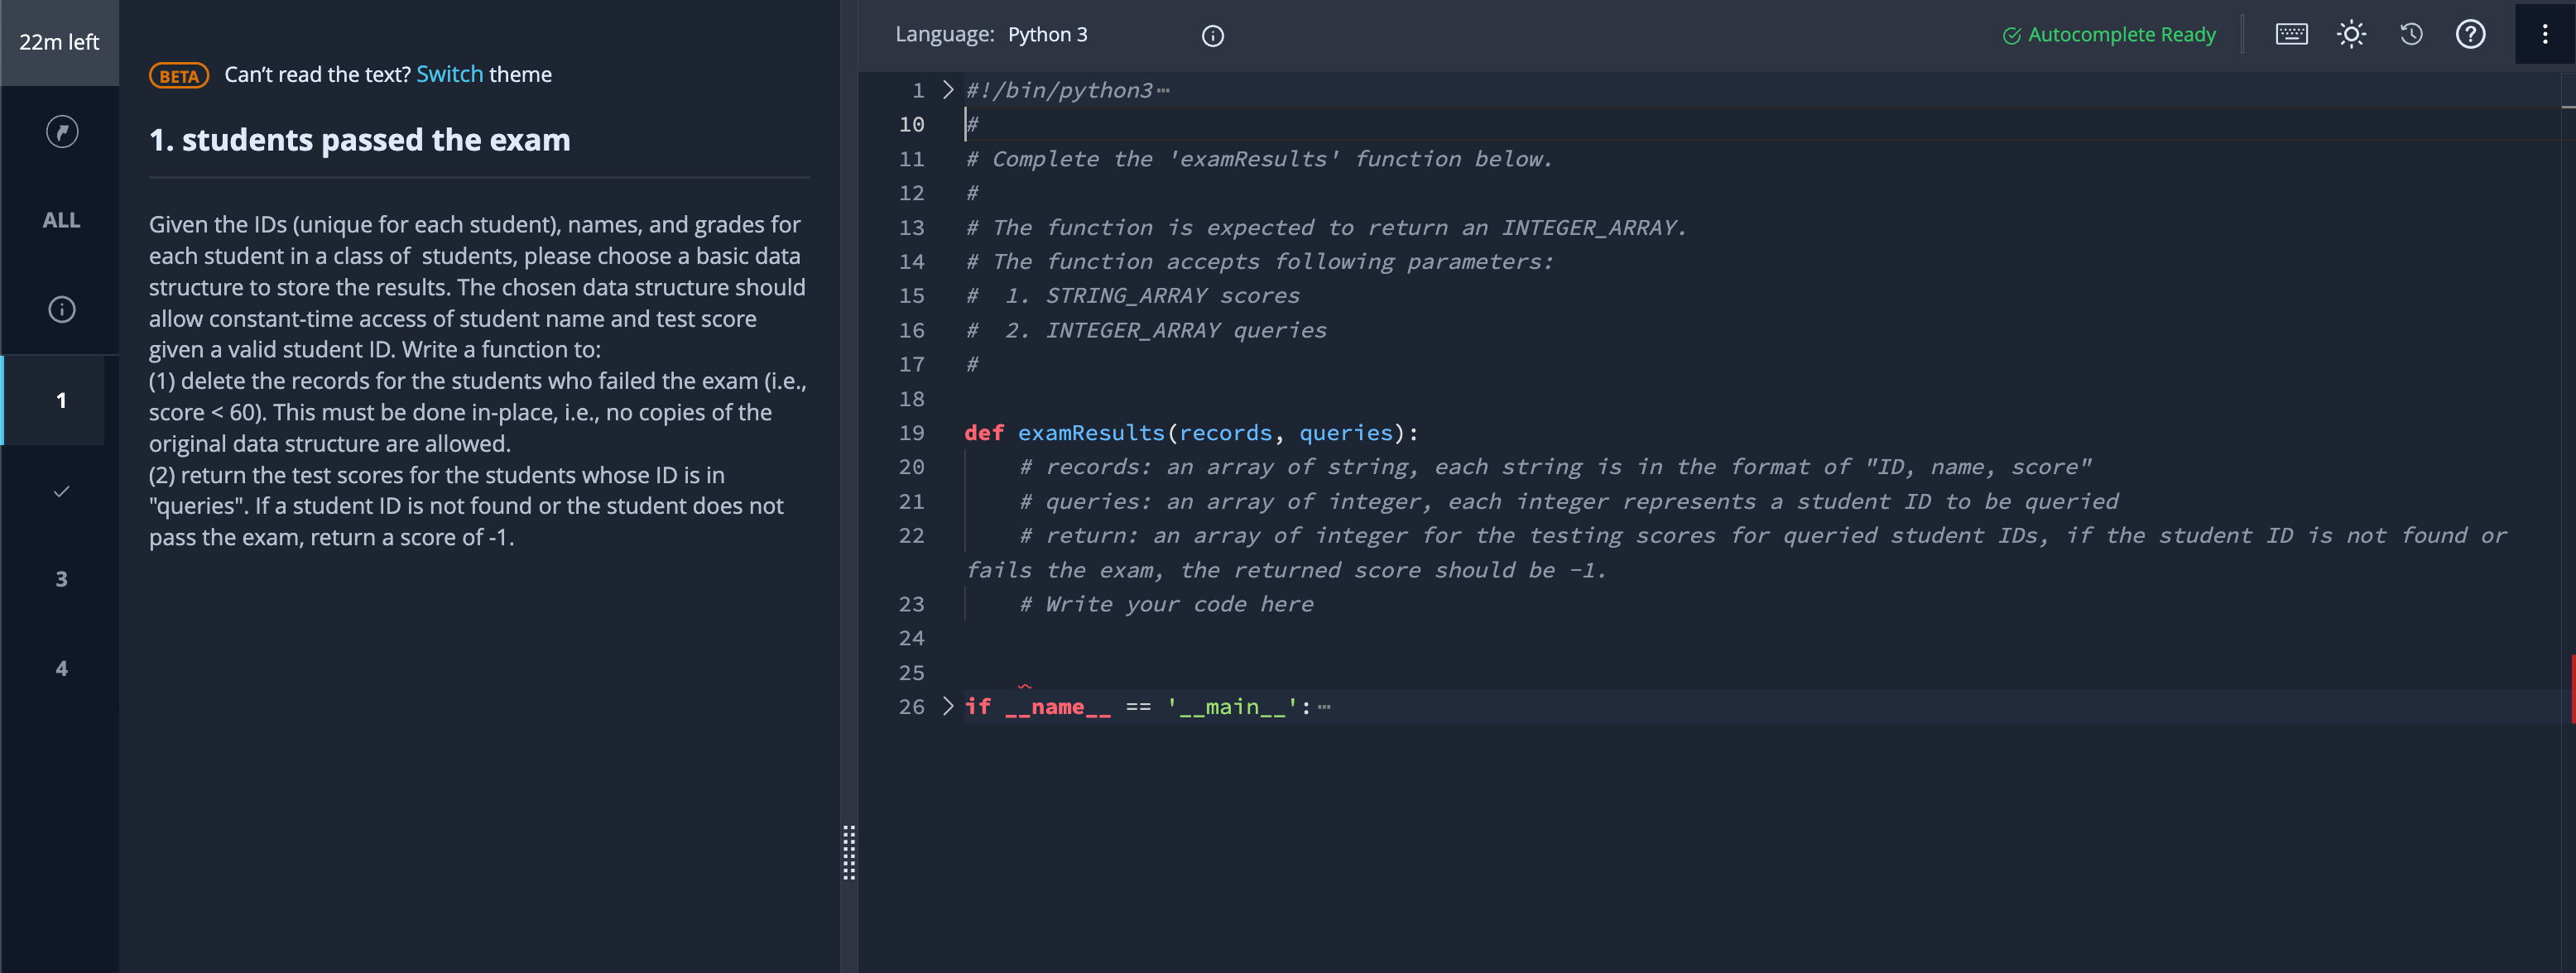 22m left
ALL
1
3
4
BETA Can't read the text? Switch theme
1. students passed the exam
Given the IDs (unique for each student), names, and grades for
each student in a class of  students, please choose a basic data
structure to store the results. The chosen data structure should
allow constant-time access of student name and test score
given a valid student ID. Write a function to:
(1) delete the records for the students who failed the exam (i.e.,
score < 60). This must be done in-place, i.e., no copies of the
original data structure are allowed.
(2) return the test scores for the students whose ID is in
"queries". If a student ID is not found or the student does not
pass the exam, return a score of -1.
Language: Python 3
Autocomplete Ready
1 #!/bin/python3
10 #
11 # Complete the 'examResults' function below.
12 #
13 # The function is expected to return an INTEGER_ARRAY.
14 # The function accepts following parameters:
15 #  1. STRING_ARRAY scores
16 #  2. INTEGER_ARRAY queries
17 #
18
19 def examResults(records, queries):
20     # records: an array of string, each string is in the format of "ID, name, score"
21     # queries: an array of integer, each integer represents a student ID to be queried
22     # return: an array of integer for the testing scores for queried student IDs, if the student ID is not found or
fails the exam, the returned score should be -1.
23     # Write your code here
24
25
26 if __name__ == '__main__':